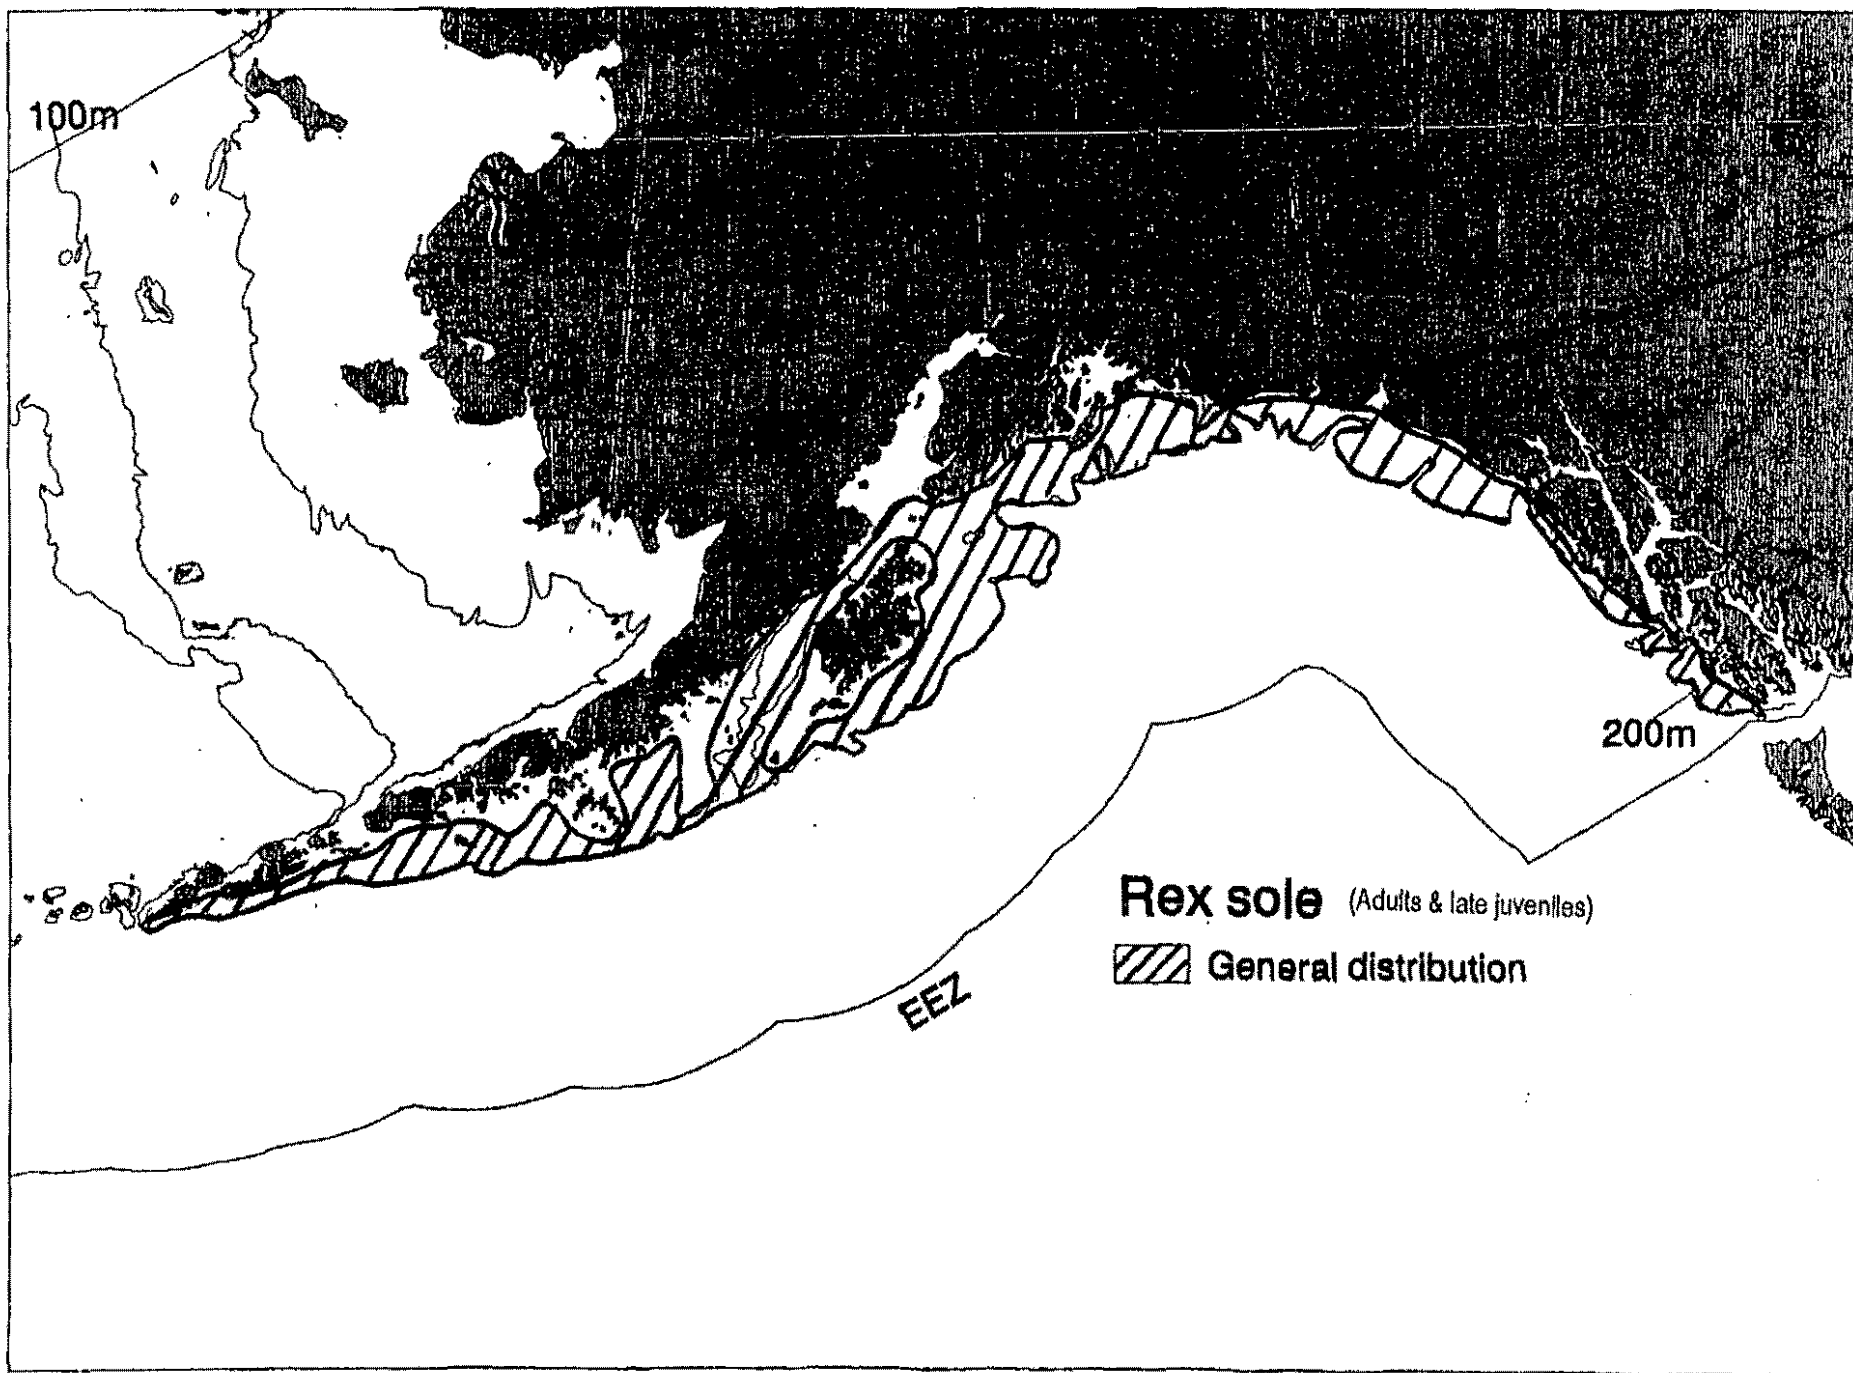 100m
200m
Rex sole (Adults & late juveniles)
General distribution
EEZ